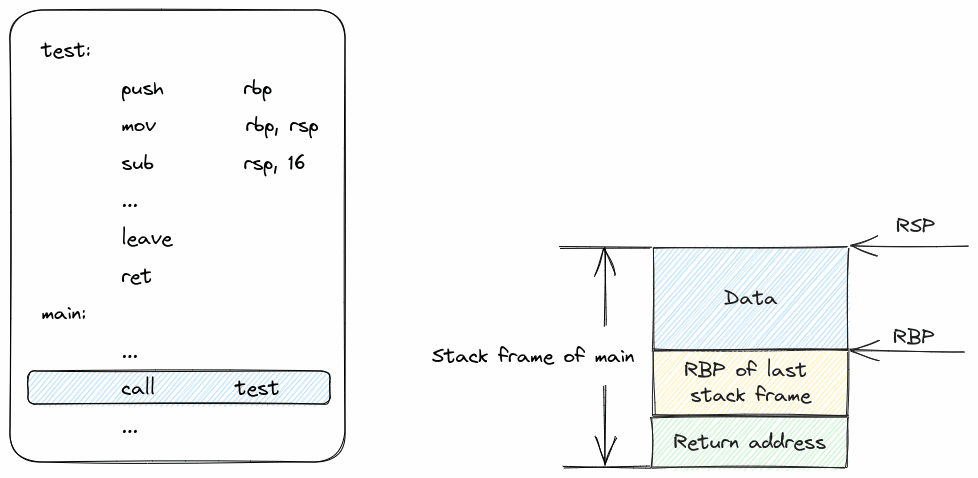 test:
push rbp
mov rbp, rsp
sub rsp, 16
...
leave
ret
main:
...
call test
...
RSP
Data
RBP
Stack frame of main
RBP of last
stack frame
Return address